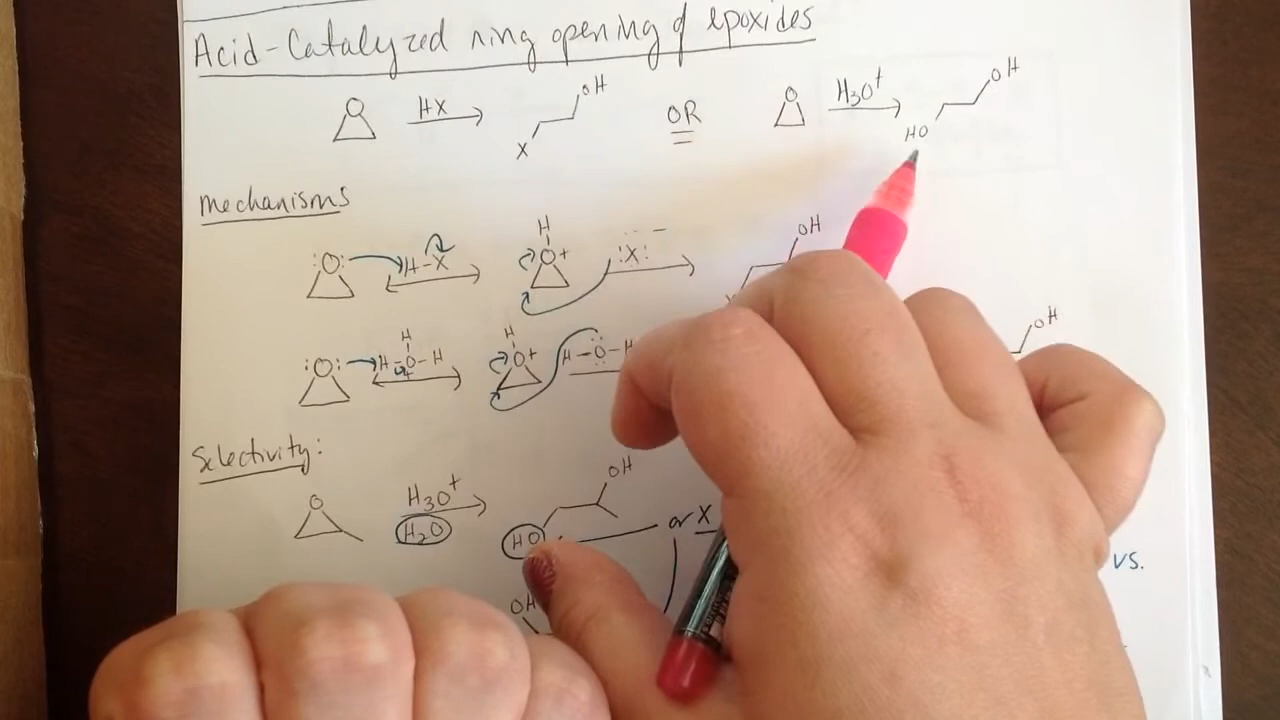 Acid-Catalyzed ring opening of epoxides
O HX OH X OR O H3O+ OH HO
Mechanisms
:O: H-X H O+ :X:- OH
:O: H H-O-H + H O+ H-O-H OH
Selectivity:
O H3O+ H2O OH HO or X vs.
OH